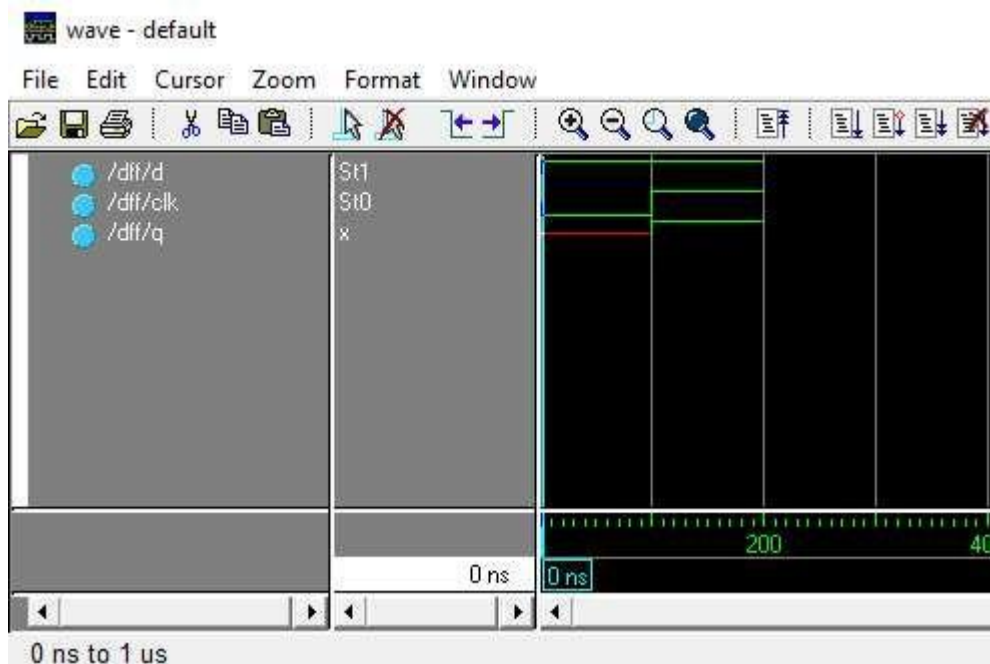 wave - default
File Edit Cursor Zoom Format Window
/dff/d St1
/dff/clk St0
/dff/q x
200 40
0 ns 0 ns
0 ns to 1 us